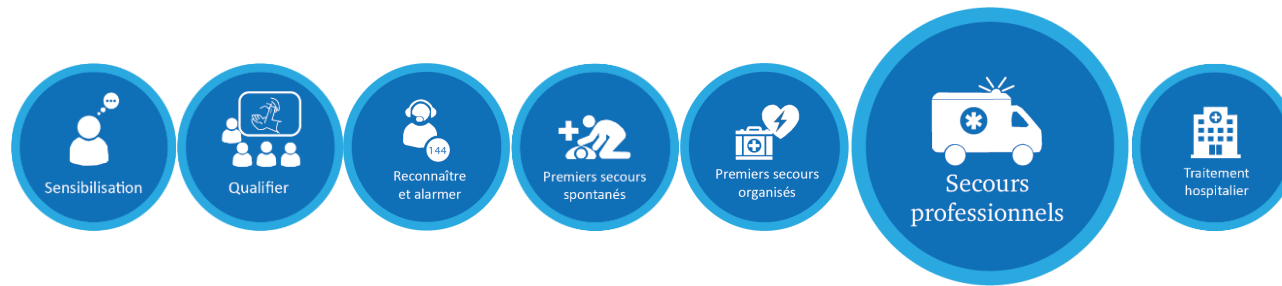 Sensibilisation
Qualifier
144
Reconnaître
et alarmer
Premiers secours
spontanés
Premiers secours
organisés
Secours
professionnels
Traitement
hospitalier